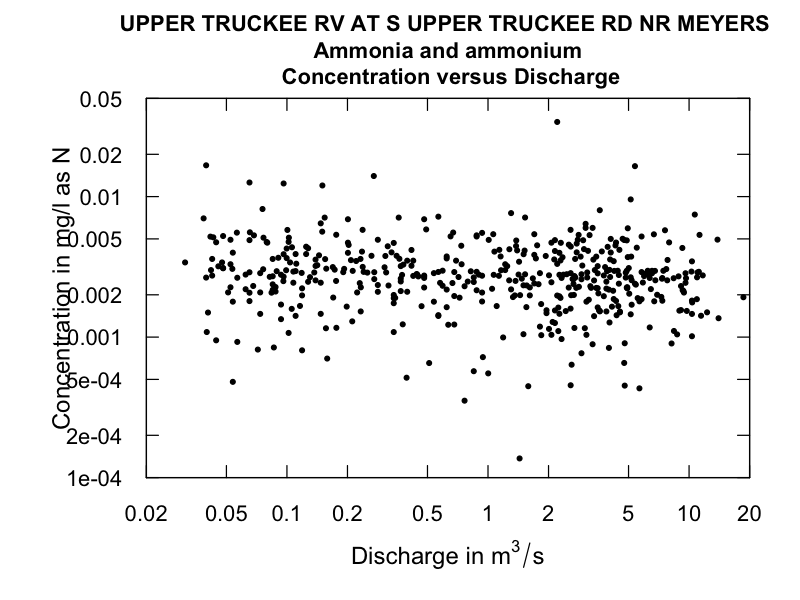 UPPER TRUCKEE RV AT S UPPER TRUCKEE RD NR MEYERS
Ammonia and ammonium
Concentration versus Discharge
Concentration in mg/l as N
0.05
0.02
0.01
0.005
0.002
0.001
5e-04
2e-04
1e-04
0.02 0.05 0.1 0.2 0.5 1 2 5 10 20
Discharge in m³/s